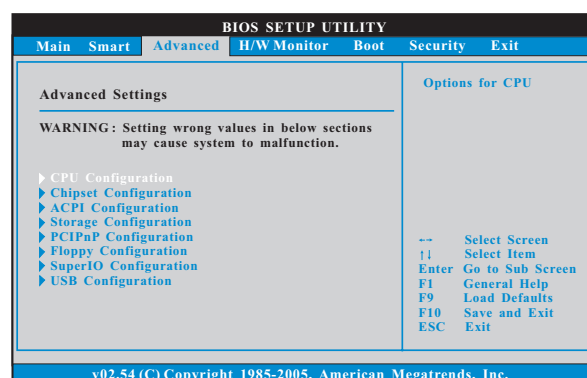 BIOS SETUP UTILITY
Main Smart Advanced H/W Monitor Boot Security Exit
Advanced Settings
WARNING : Setting wrong values in below sections
may cause system to malfunction.
CPU Configuration
Chipset Configuration
ACPI Configuration
Storage Configuration
PCIPnP Configuration
Floppy Configuration
SuperIO Configuration
USB Configuration
Options for CPU
←→ Select Screen
↑↓ Select Item
Enter Go to Sub Screen
F1 General Help
F9 Load Defaults
F10 Save and Exit
ESC Exit
v02.54 (C) Copyright 1985-2005, American Megatrends, Inc.